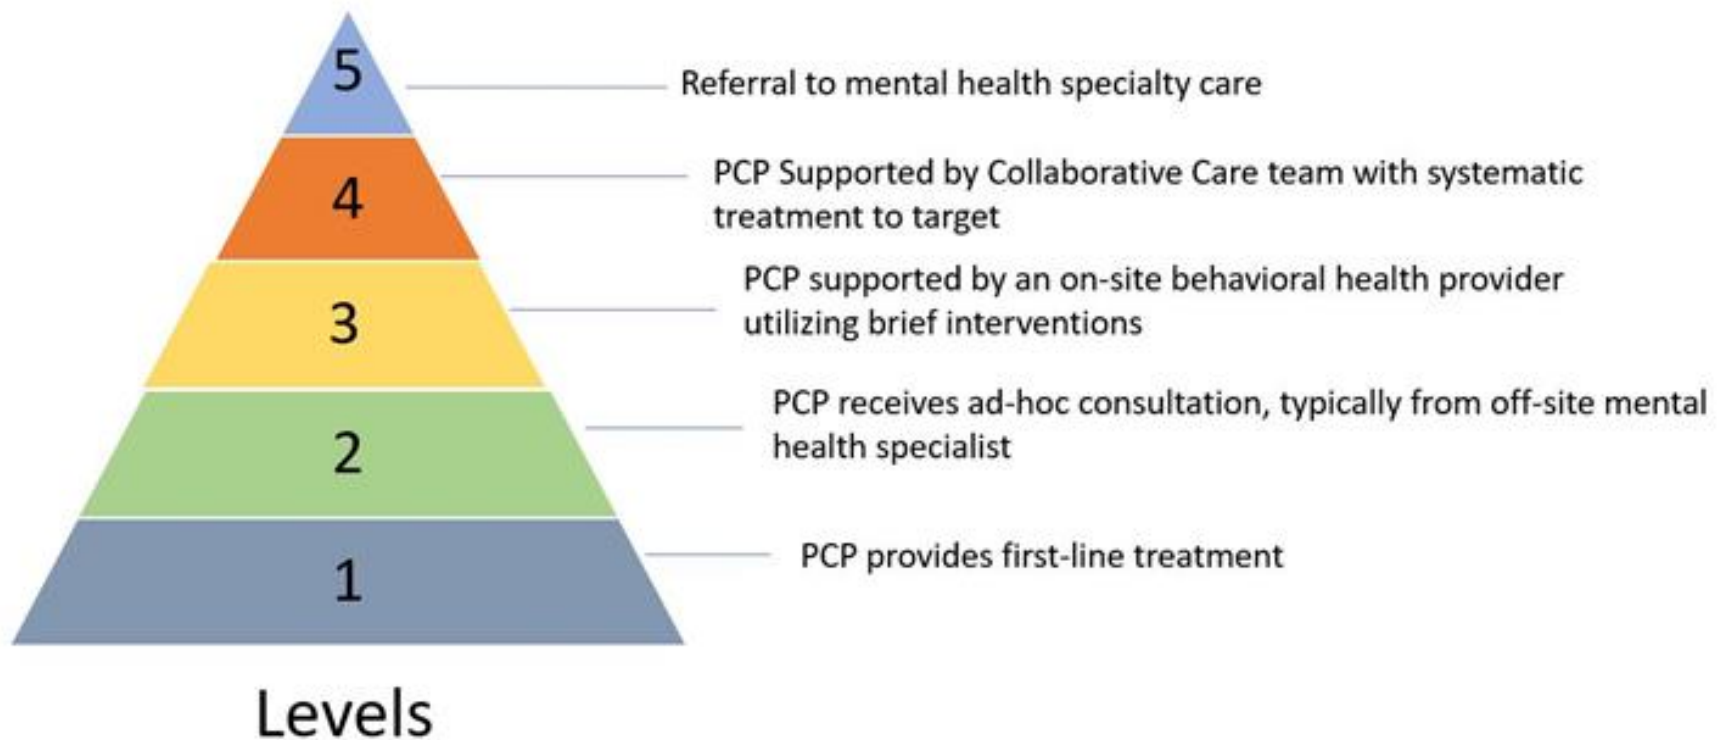 5
Referral to mental health specialty care
4
PCP Supported by Collaborative Care team with systematic
treatment to target
3
PCP supported by an on-site behavioral health provider
utilizing brief interventions
2
PCP receives ad-hoc consultation, typically from off-site mental
health specialist
1
PCP provides first-line treatment
Levels